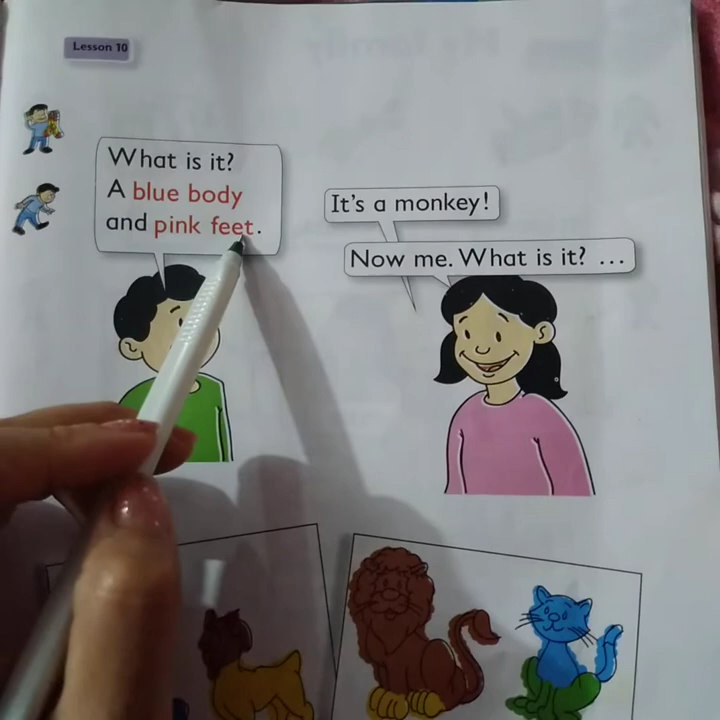 Lesson 10
What is it?
A blue body
and pink feet.
It's a monkey!
Now me. What is it? ...